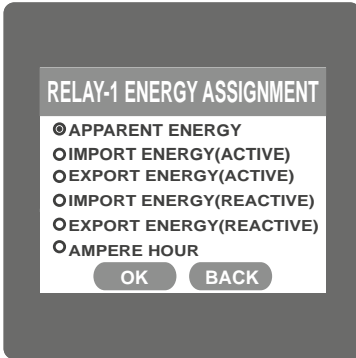 RELAY-1 ENERGY ASSIGNMENT
APPARENT ENERGY
IMPORT ENERGY(ACTIVE)
EXPORT ENERGY(ACTIVE)
IMPORT ENERGY(REACTIVE)
EXPORT ENERGY(REACTIVE)
AMPERE HOUR
OK BACK